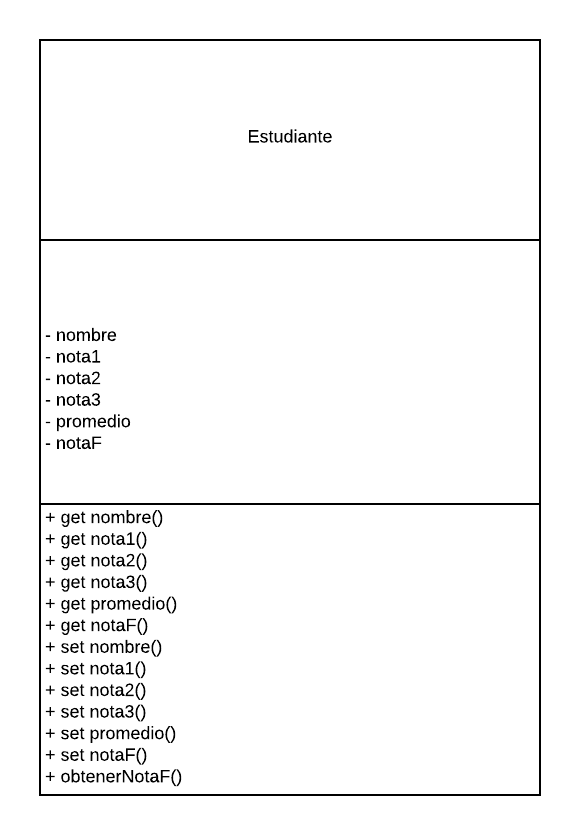 Estudiante
- nombre
- nota1
- nota2
- nota3
- promedio
- notaF
+ get nombre()
+ get nota1()
+ get nota2()
+ get nota3()
+ get promedio()
+ get notaF()
+ set nombre()
+ set nota1()
+ set nota2()
+ set nota3()
+ set promedio()
+ set notaF()
+ obtenerNotaF()